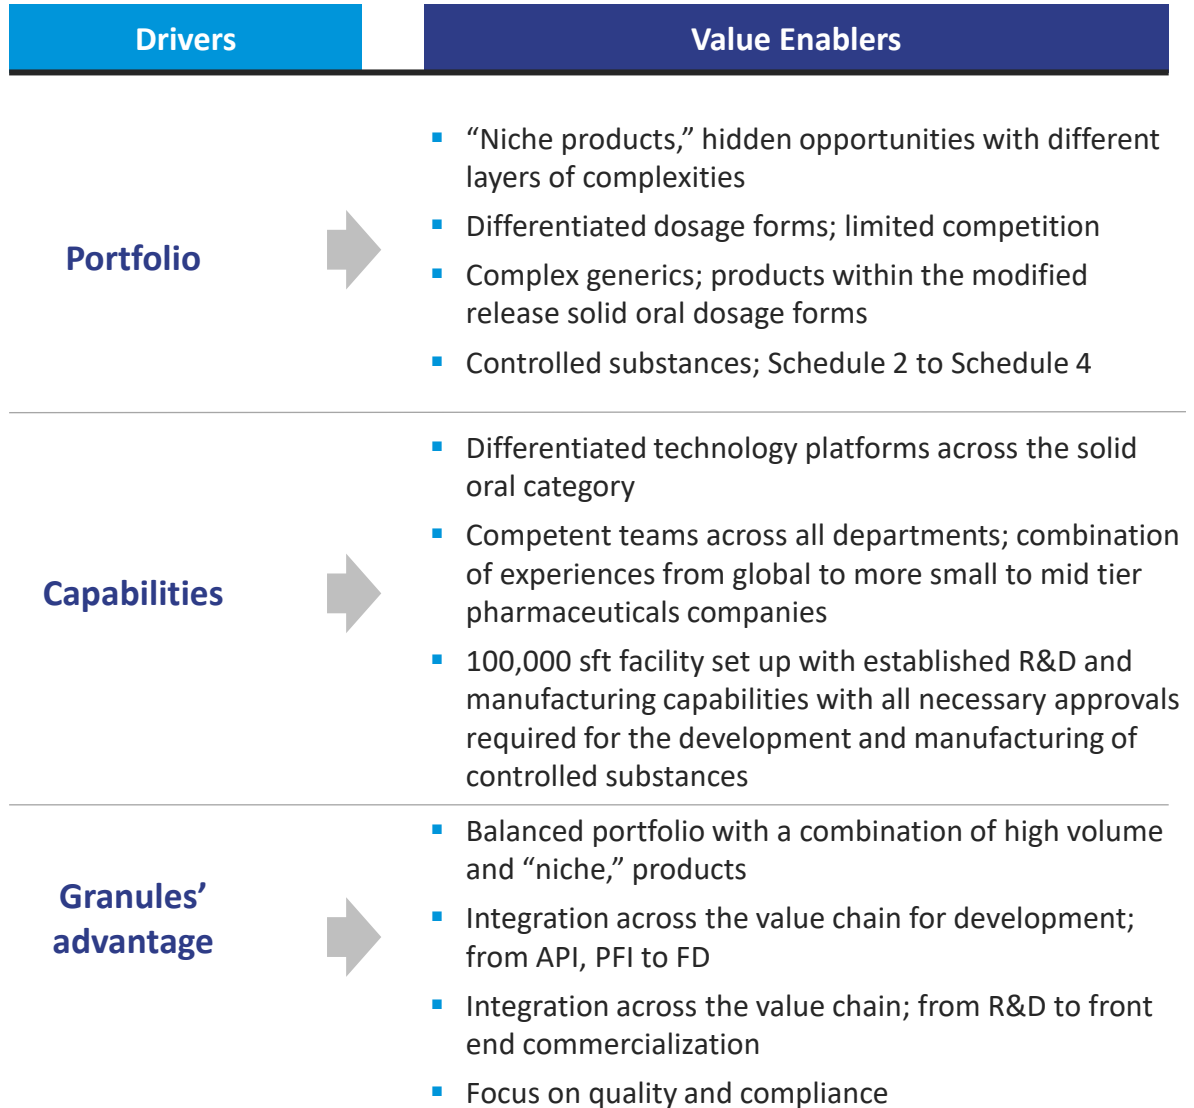 Drivers
Value Enablers
Portfolio
▪ “Niche products,” hidden opportunities with different
layers of complexities
▪ Differentiated dosage forms; limited competition
▪ Complex generics; products within the modified
release solid oral dosage forms
▪ Controlled substances; Schedule 2 to Schedule 4
Capabilities
▪ Differentiated technology platforms across the solid
oral category
▪ Competent teams across all departments; combination
of experiences from global to more small to mid tier
pharmaceuticals companies
▪ 100,000 sft facility set up with established R&D and
manufacturing capabilities with all necessary approvals
required for the development and manufacturing of
controlled substances
Granules’
advantage
▪ Balanced portfolio with a combination of high volume
and “niche,” products
▪ Integration across the value chain for development;
from API, PFI to FD
▪ Integration across the value chain; from R&D to front
end commercialization
▪ Focus on quality and compliance